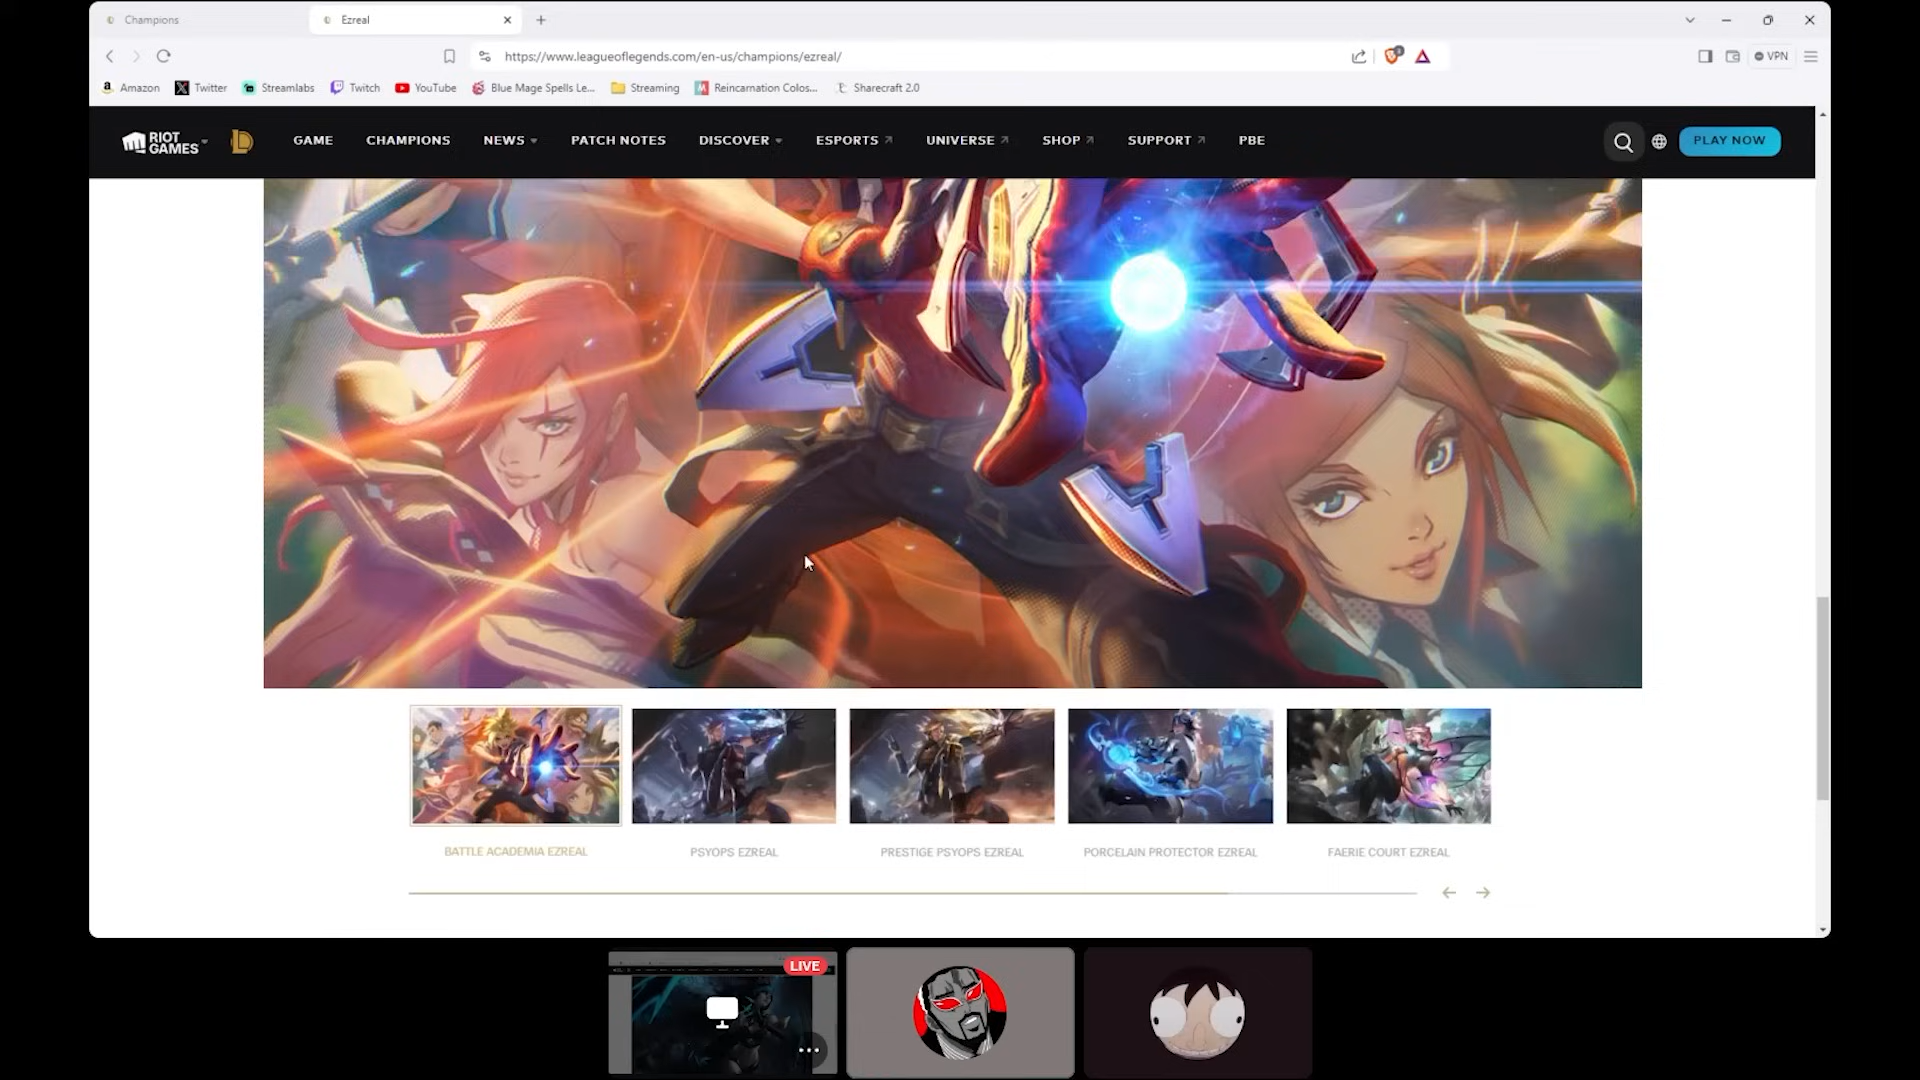 Champions
Ezreal
https://www.leagueoflegends.com/en-us/champions/ezreal/
VPN
Amazon
Twitter
Streamlabs
Twitch
YouTube
Blue Mage Spells Le...
Streaming
Reincarnation Colos...
Sharecraft 2.0
RIOT GAMES
GAME
CHAMPIONS
NEWS
PATCH NOTES
DISCOVER
ESPORTS
UNIVERSE
SHOP
SUPPORT
PBE
PLAY NOW
BATTLE ACADEMIA EZREAL
PSYOPS EZREAL
PRESTIGE PSYOPS EZREAL
PORCELAIN PROTECTOR EZREAL
FAERIE COURT EZREAL
LIVE